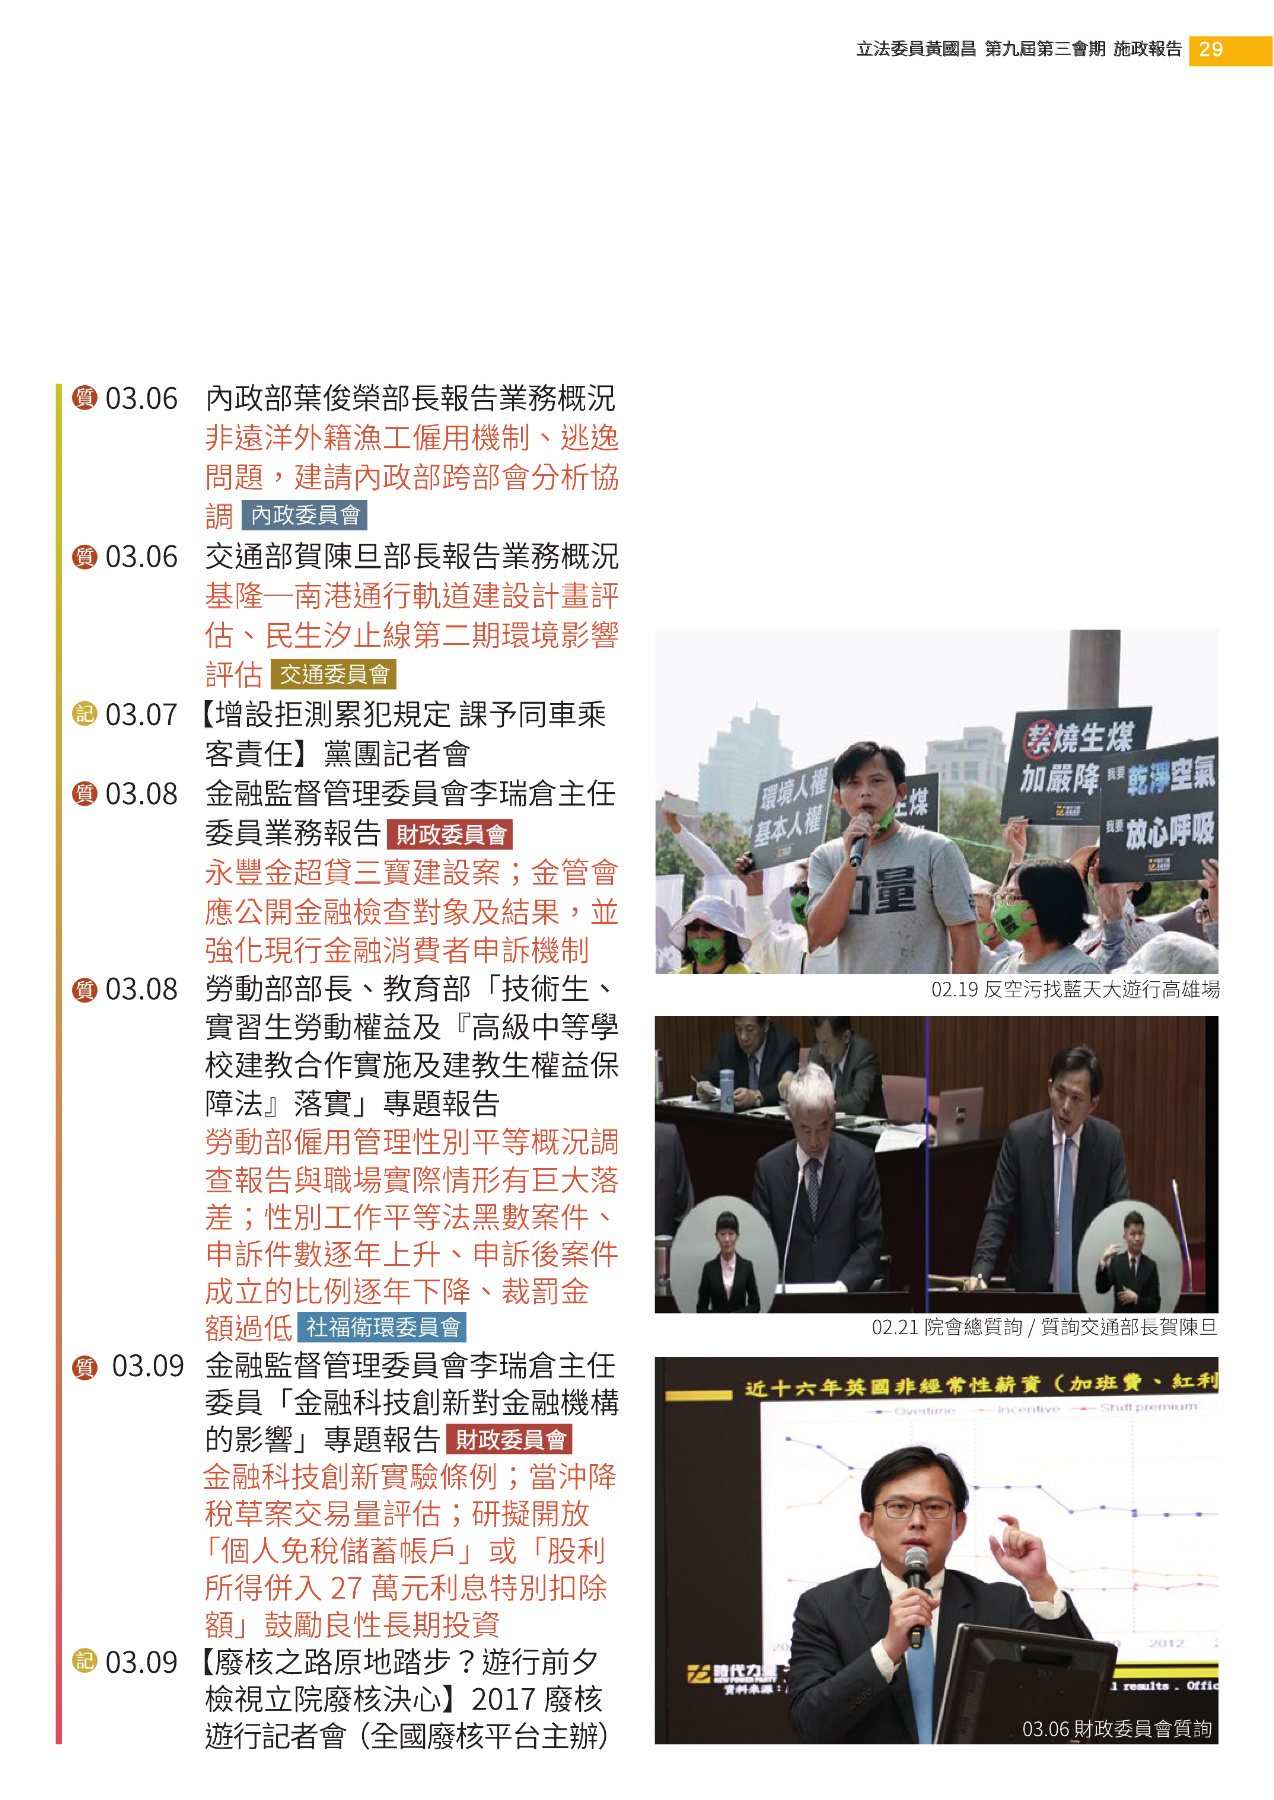 立法委員黃國昌 第九屆第三會期 施政報告 29
質 03.06 內政部葉俊榮部長報告業務概況
非遠洋外籍漁工僱用機制、逃逸
問題，建請內政部跨部會分析協
調 內政委員會
質 03.06 交通部賀陳旦部長報告業務概況
基隆—南港通行軌道建設計畫評
估、民生汐止線第二期環境影響
評估 交通委員會
記 03.07 【增設拒測累犯規定 課予同車乘
客責任】黨團記者會
質 03.08 金融監督管理委員會李瑞倉主任
委員業務報告 財政委員會
永豐金超貸三寶建設案；金管會
應公開金融檢查對象及結果，並
強化現行金融消費者申訴機制
質 03.08 勞動部部長、教育部「技術生、
實習生勞動權益及『高級中等學
校建教合作實施及建教生權益保
障法』落實」專題報告
勞動部僱用管理性別平等概況調
查報告與職場實際情形有巨大落
差；性別工作平等法黑數案件、
申訴件數逐年上升、申訴後案件
成立的比例逐年下降、裁罰金
額過低 社福衛環委員會
質 03.09 金融監督管理委員會李瑞倉主任
委員「金融科技創新對金融機構
的影響」專題報告 財政委員會
金融科技創新實驗條例；當沖降
稅草案交易量評估；研擬開放
「個人免稅儲蓄帳戶」或「股利
所得併入 27 萬元利息特別扣除
額」鼓勵良性長期投資
記 03.09 【廢核之路原地踏步？遊行前夕
檢視立院廢核決心】2017 廢核
遊行記者會（全國廢核平台主辦）
環境人權
基本人權
生煤
禁燒生煤
加嚴降
我要 乾淨空氣
我要 放心呼吸
力量
02.19 反空污找藍天大遊行高雄場
02.21 院會總質詢 / 質詢交通部長賀陳旦
近十六年英國非經常性薪資（加班費、紅利
Overtime Incentive Shift premium
2012
時代力量
NEW POWER PARTY
資料來源：
l results . Offic
03.06 財政委員會質詢